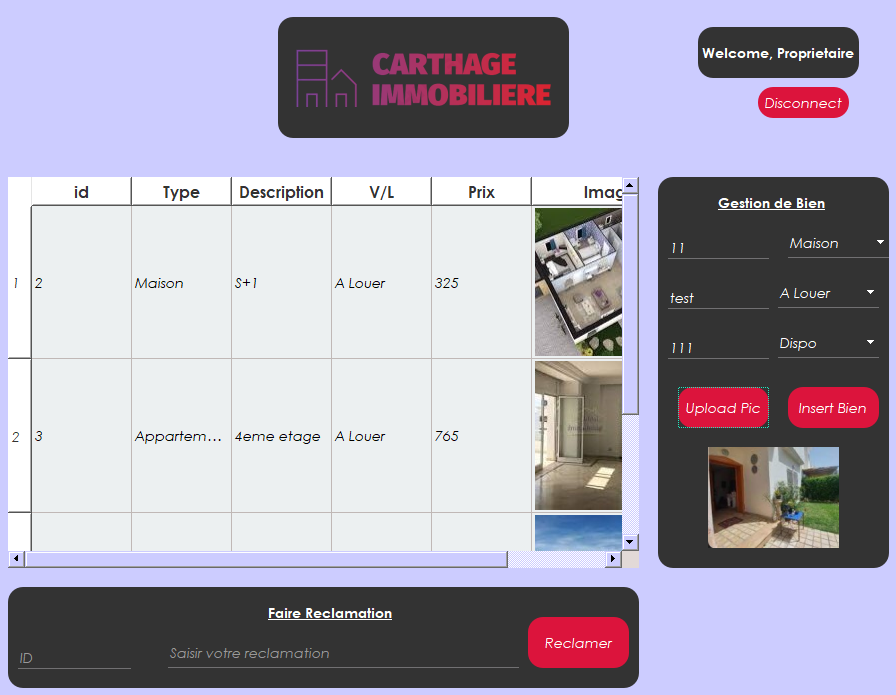 CARTHAGE
IMMOBILIERE
Welcome, Proprietaire
Disconnect
id Type Description V/L Prix Imag
1 2 Maison S+1 A Louer 325
2 3 Appartem... 4eme etage A Louer 765
Gestion de Bien
11 Maison
test A Louer
111 Dispo
Upload Pic Insert Bien
Faire Reclamation
ID Saisir votre reclamation Reclamer